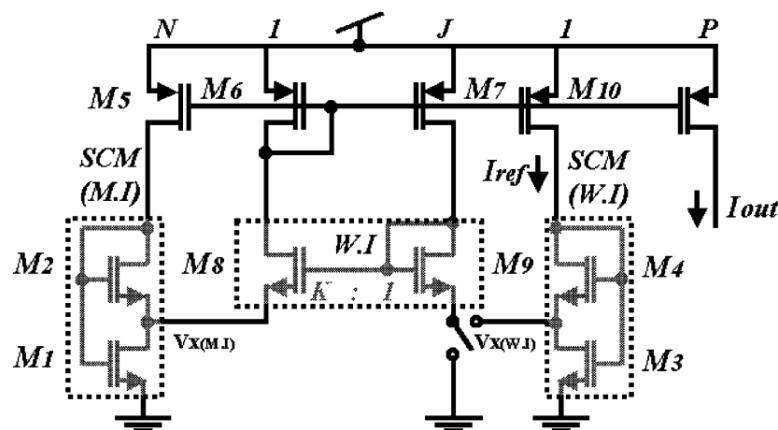 N 1 J 1 P
M5 M6 M7 M10
SCM (M.I) Iref SCM (W.I) Iout
M2 M8 W.I M9 M4
K : 1
Vx(M.I) Vx(W.I)
M1 M3